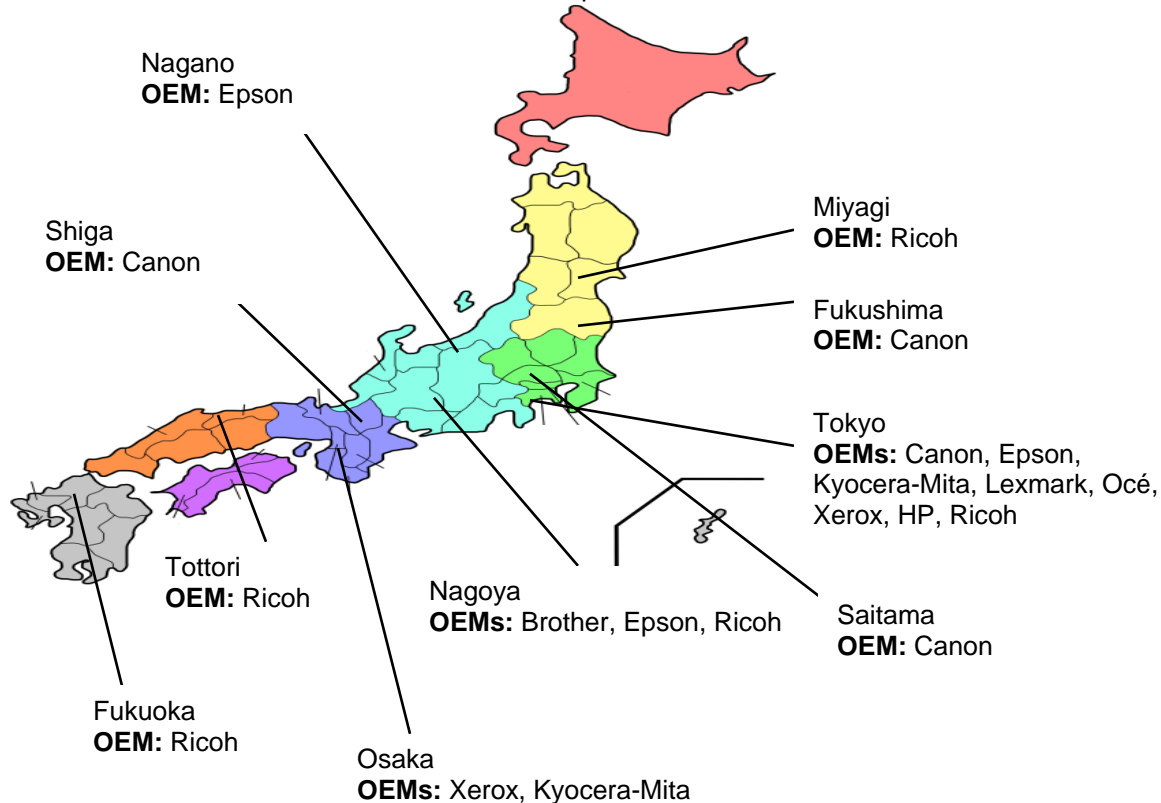 Nagano
OEM: Epson
Shiga
OEM: Canon
Miyagi
OEM: Ricoh
Fukushima
OEM: Canon
Tokyo
OEMs: Canon, Epson,
Kyocera-Mita, Lexmark, Océ,
Xerox, HP, Ricoh
Tottori
OEM: Ricoh
Nagoya
OEMs: Brother, Epson, Ricoh
Saitama
OEM: Canon
Fukuoka
OEM: Ricoh
Osaka
OEMs: Xerox, Kyocera-Mita